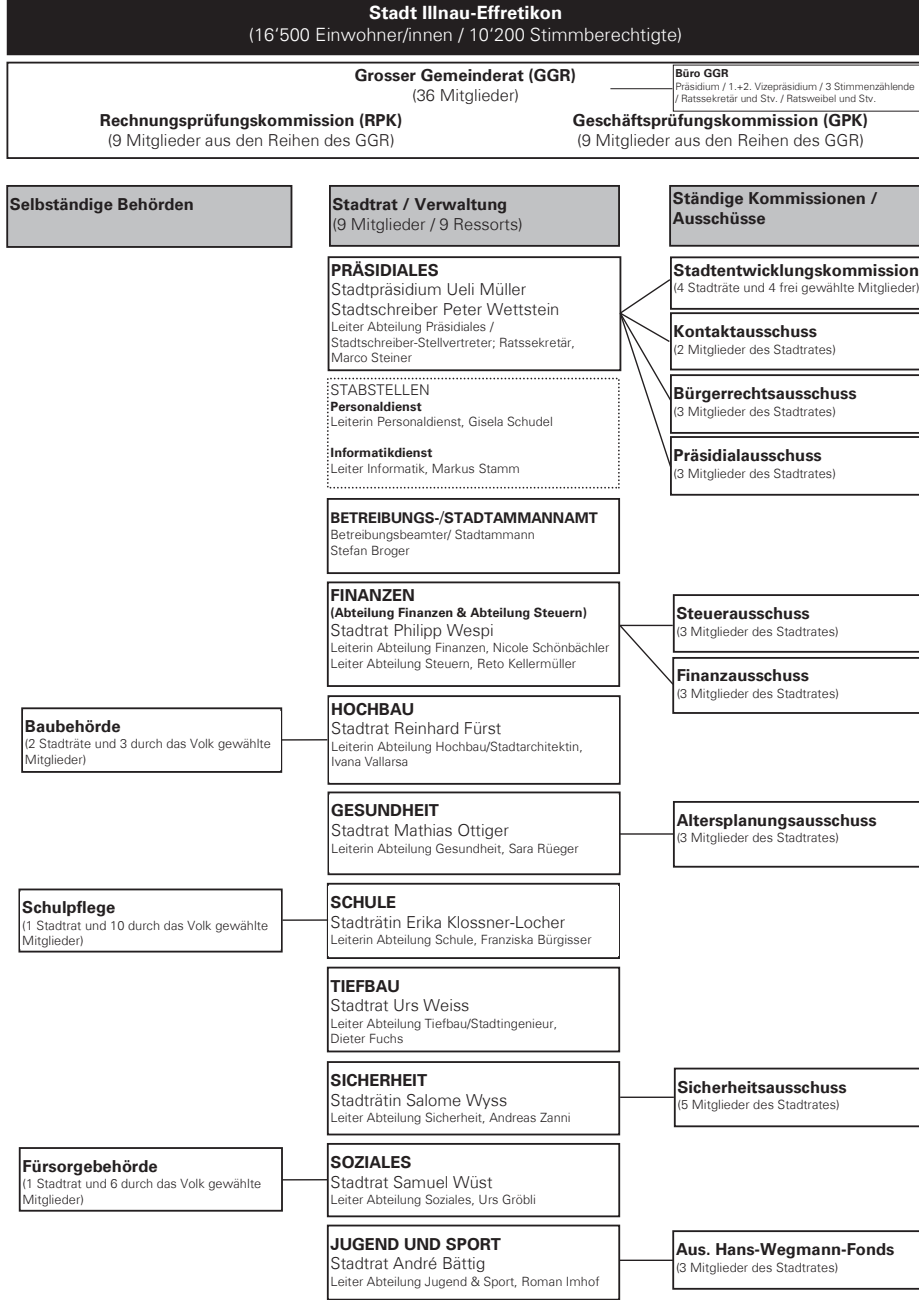 Stadt Illnau-Effretikon
(16’500 Einwohner/innen / 10’200 Stimmberechtigte)
Grosser Gemeinderat (GGR)
(36 Mitglieder)
Büro GGR
Präsidium / 1.+2. Vizepräsidium / 3 Stimmenzählende
/ Ratssekretär und Stv. / Ratsweibel und Stv.
Rechnungsprüfungskommission (RPK)
(9 Mitglieder aus den Reihen des GGR)
Geschäftsprüfungskommission (GPK)
(9 Mitglieder aus den Reihen des GGR)
Selbständige Behörden
Stadtrat / Verwaltung
(9 Mitglieder / 9 Ressorts)
Ständige Kommissionen /
Ausschüsse
PRÄSIDIALES
Stadtpräsidium Ueli Müller
Stadtschreiber Peter Wettstein
Leiter Abteilung Präsidiales /
Stadtschreiber-Stellvertreter; Ratssekretär,
Marco Steiner
Stadtentwicklungskommission
(4 Stadträte und 4 frei gewählte Mitglieder)
Kontaktausschuss
(2 Mitglieder des Stadtrates)
Bürgerrechtsausschuss
(3 Mitglieder des Stadtrates)
Präsidialausschuss
(3 Mitglieder des Stadtrates)
STABSTELLEN
Personaldienst
Leiterin Personaldienst, Gisela Schudel
Informatikdienst
Leiter Informatik, Markus Stamm
BETREIBUNGS-/STADTAMMANNAMT
Betreibungsbeamter/ Stadtammann
Stefan Broger
FINANZEN
(Abteilung Finanzen & Abteilung Steuern)
Stadtrat Philipp Wespi
Leiterin Abteilung Finanzen, Nicole Schönbächler
Leiter Abteilung Steuern, Reto Kellermüller
Steuerausschuss
(3 Mitglieder des Stadtrates)
Finanzausschuss
(3 Mitglieder des Stadtrates)
Baubehörde
(2 Stadträte und 3 durch das Volk gewählte
Mitglieder)
HOCHBAU
Stadtrat Reinhard Fürst
Leiterin Abteilung Hochbau/Stadtarchitektin,
Ivana Vallarsa
GESUNDHEIT
Stadtrat Mathias Ottiger
Leiterin Abteilung Gesundheit, Sara Rüeger
Altersplanungsausschuss
(3 Mitglieder des Stadtrates)
Schulpflege
(1 Stadtrat und 10 durch das Volk gewählte
Mitglieder)
SCHULE
Stadträtin Erika Klossner-Locher
Leiterin Abteilung Schule, Franziska Bürgisser
TIEFBAU
Stadtrat Urs Weiss
Leiter Abteilung Tiefbau/Stadtingenieur,
Dieter Fuchs
SICHERHEIT
Stadträtin Salome Wyss
Leiter Abteilung Sicherheit, Andreas Zanni
Sicherheitsausschuss
(5 Mitglieder des Stadtrates)
Fürsorgebehörde
(1 Stadtrat und 6 durch das Volk gewählte
Mitglieder)
SOZIALES
Stadtrat Samuel Wüst
Leiter Abteilung Soziales, Urs Gröbli
JUGEND UND SPORT
Stadtrat André Bättig
Leiter Abteilung Jugend & Sport, Roman Imhof
Aus. Hans-Wegmann-Fonds
(3 Mitglieder des Stadtrates)